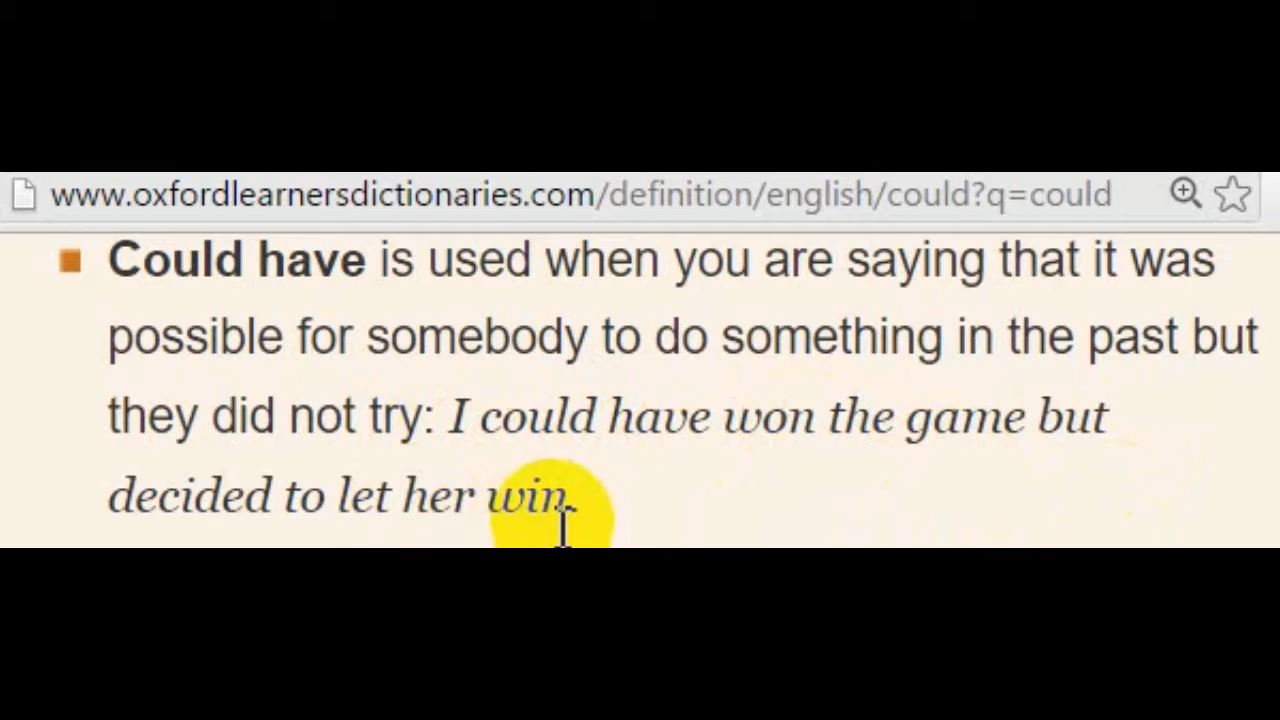 www.oxfordlearnersdictionaries.com/definition/english/could?q=could
Could have is used when you are saying that it was
possible for somebody to do something in the past but
they did not try: I could have won the game but
decided to let her win.